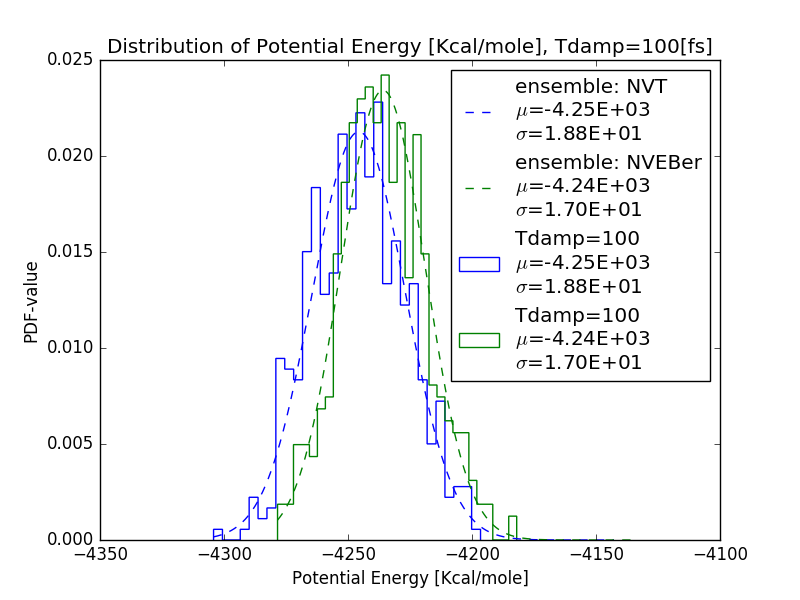 Distribution of Potential Energy [Kcal/mole], Tdamp=100[fs]
0.025
0.020
0.015
0.010
0.005
0.000
PDF-value
ensemble: NVT
μ=-4.25E+03
σ=1.88E+01
ensemble: NVEBer
μ=-4.24E+03
σ=1.70E+01
Tdamp=100
μ=-4.25E+03
σ=1.88E+01
Tdamp=100
μ=-4.24E+03
σ=1.70E+01
−4350 −4300 −4250 −4200 −4150 −4100
Potential Energy [Kcal/mole]